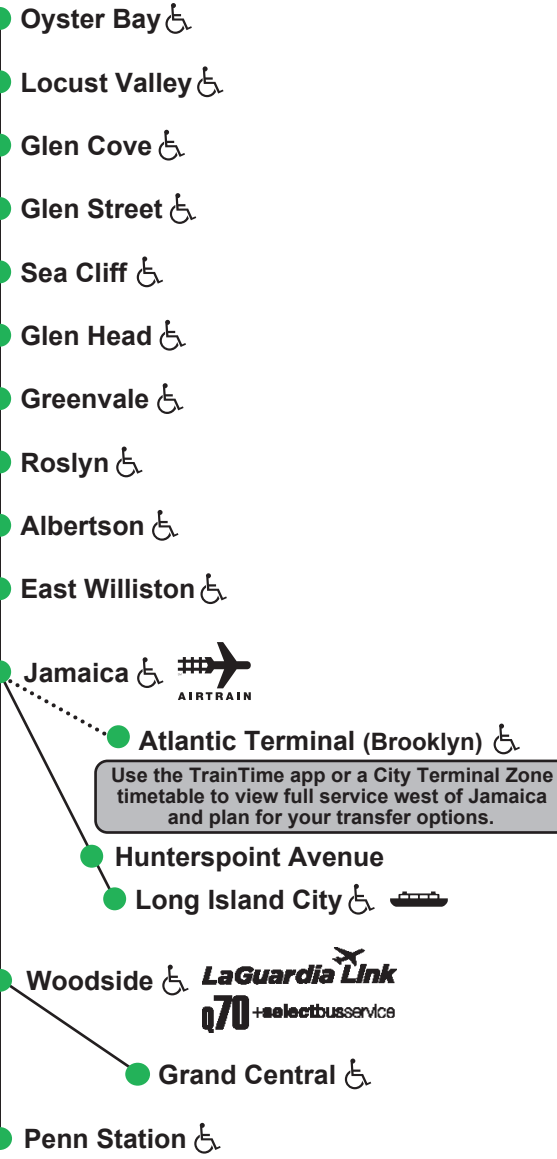 Oyster Bay
Locust Valley
Glen Cove
Glen Street
Sea Cliff
Glen Head
Greenvale
Roslyn
Albertson
East Williston
Jamaica
AIRTRAIN
Atlantic Terminal (Brooklyn)
Use the TrainTime app or a City Terminal Zone
timetable to view full service west of Jamaica
and plan for your transfer options.
Hunterspoint Avenue
Long Island City
Woodside
LaGuardia Link
Q70 +selectbusservice
Grand Central
Penn Station